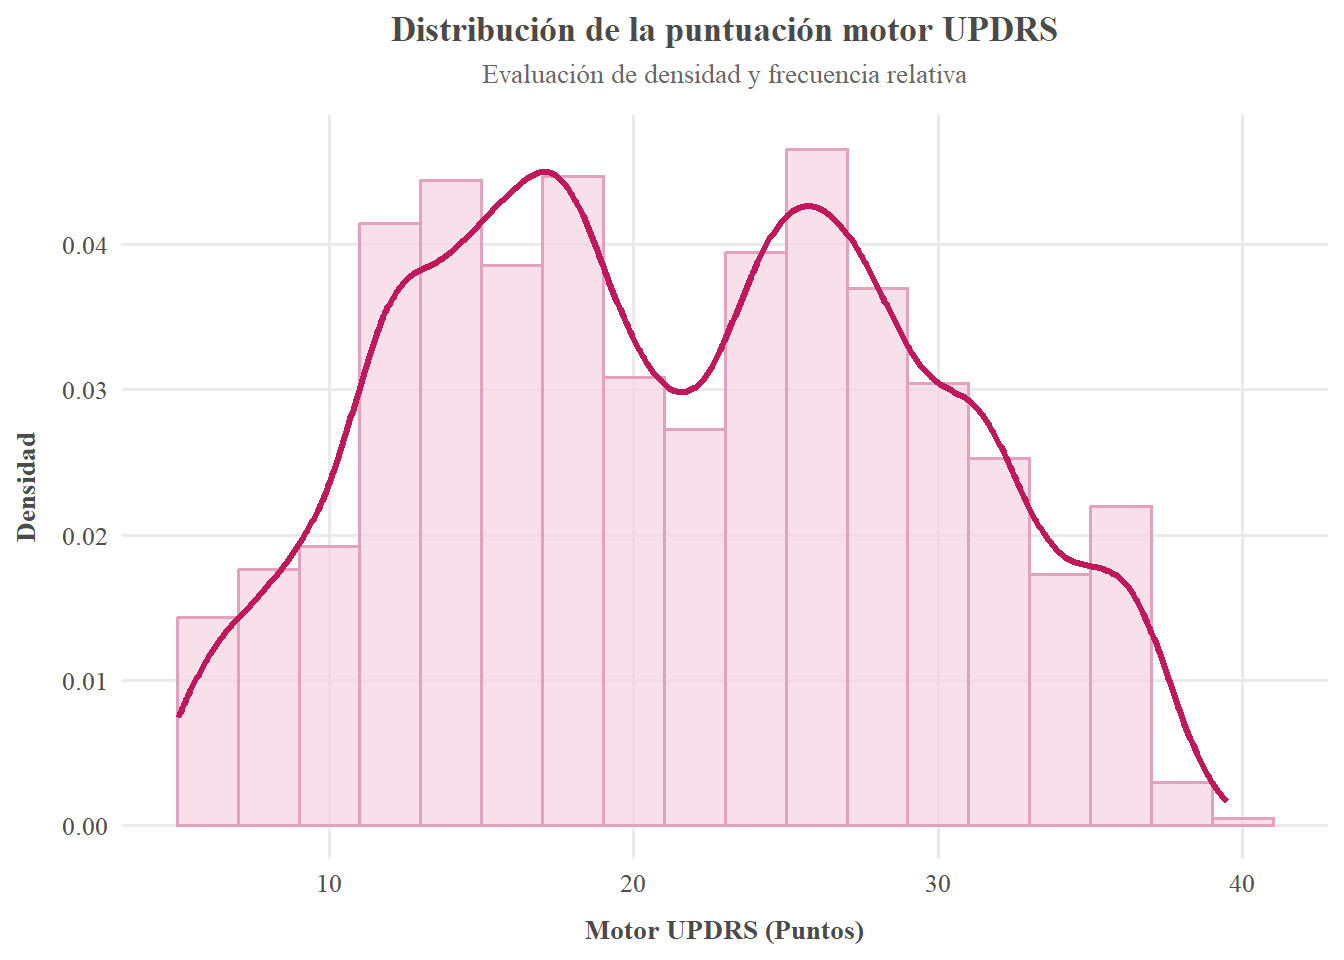 Distribución de la puntuación motor UPDRS
Evaluación de densidad y frecuencia relativa
Densidad
0.04
0.03
0.02
0.01
0.00
10 20 30 40
Motor UPDRS (Puntos)